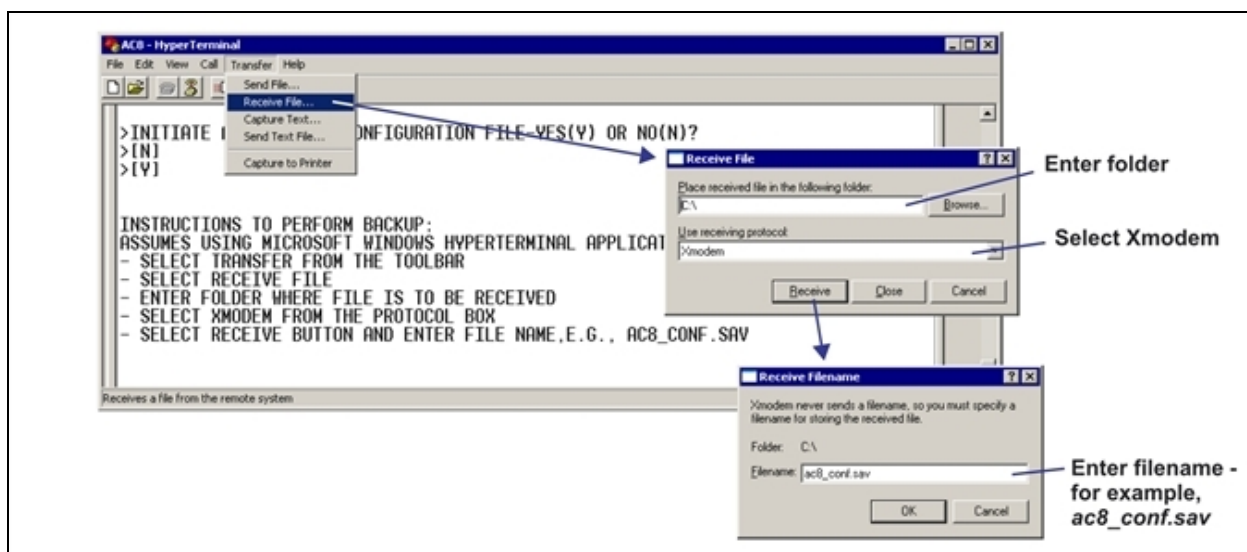 AC8 - HyperTerminal
File Edit View Call Transfer Help
Send File...
Receive File...
Capture Text...
Send Text File...
Capture to Printer
>INITIATE ONFIGURATION FILE-YES(Y) OR NO(N)?
>[N]
>[Y]
INSTRUCTIONS TO PERFORM BACKUP:
ASSUMES USING MICROSOFT WINDOWS HYPERTERMINAL APPLICAT
- SELECT TRANSFER FROM THE TOOLBAR
- SELECT RECEIVE FILE
- ENTER FOLDER WHERE FILE IS TO BE RECEIVED
- SELECT XMODEM FROM THE PROTOCOL BOX
- SELECT RECEIVE BUTTON AND ENTER FILE NAME,E.G., AC8_CONF.SAV
Receives a file from the remote system
Receive File
Place received file in the following folder:
C:\
Browse...
Use receiving protocol:
Xmodem
Receive Close Cancel
Enter folder
Select Xmodem
Receive Filename
Xmodem never sends a filename, so you must specify a
filename for storing the received file.
Folder: C:\
Filename: ac8_conf.sav
OK Cancel
Enter filename -
for example,
ac8_conf.sav